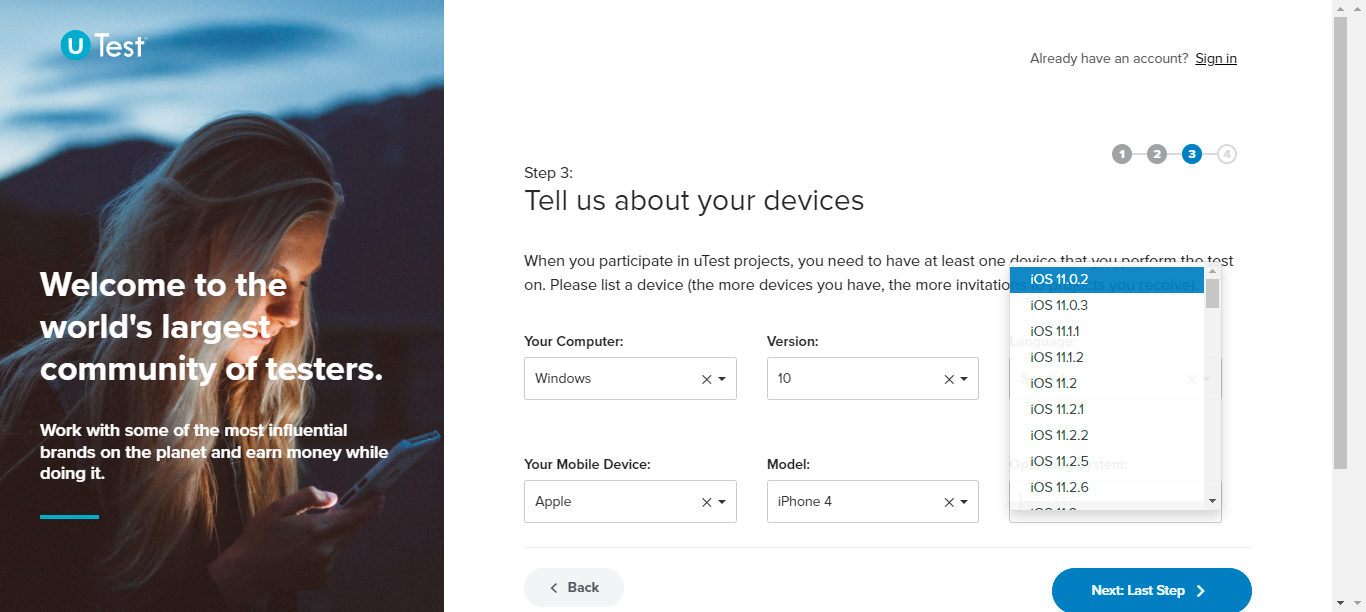 uTest
Already have an account? Sign in
1 2 3 4
Step 3:
Tell us about your devices
When you participate in uTest projects, you need to have at least one device that you perform the test
on. Please list a device (the more devices you have, the more invitations to projects you receive).
Welcome to the
world's largest
community of testers.
Work with some of the most influential
brands on the planet and earn money while
doing it.
Your Computer: Version: Language:
Windows 10
Your Mobile Device: Model: Operating System:
Apple iPhone 4
iOS 11.0.2
iOS 11.0.3
iOS 11.1.1
iOS 11.1.2
iOS 11.2
iOS 11.2.1
iOS 11.2.2
iOS 11.2.5
iOS 11.2.6
Back
Next: Last Step